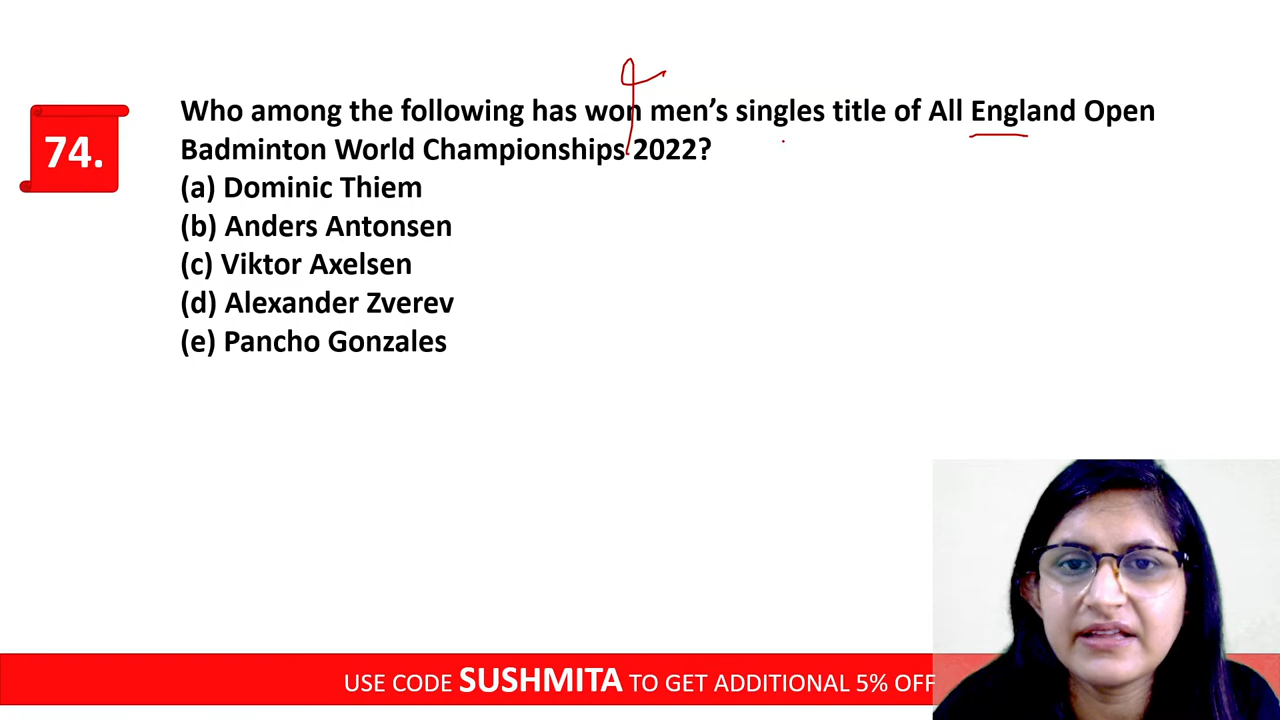 74.
Who among the following has won men’s singles title of All England Open
Badminton World Championships 2022?
(a) Dominic Thiem
(b) Anders Antonsen
(c) Viktor Axelsen
(d) Alexander Zverev
(e) Pancho Gonzales
USE CODE SUSHMITA TO GET ADDITIONAL 5% OFF